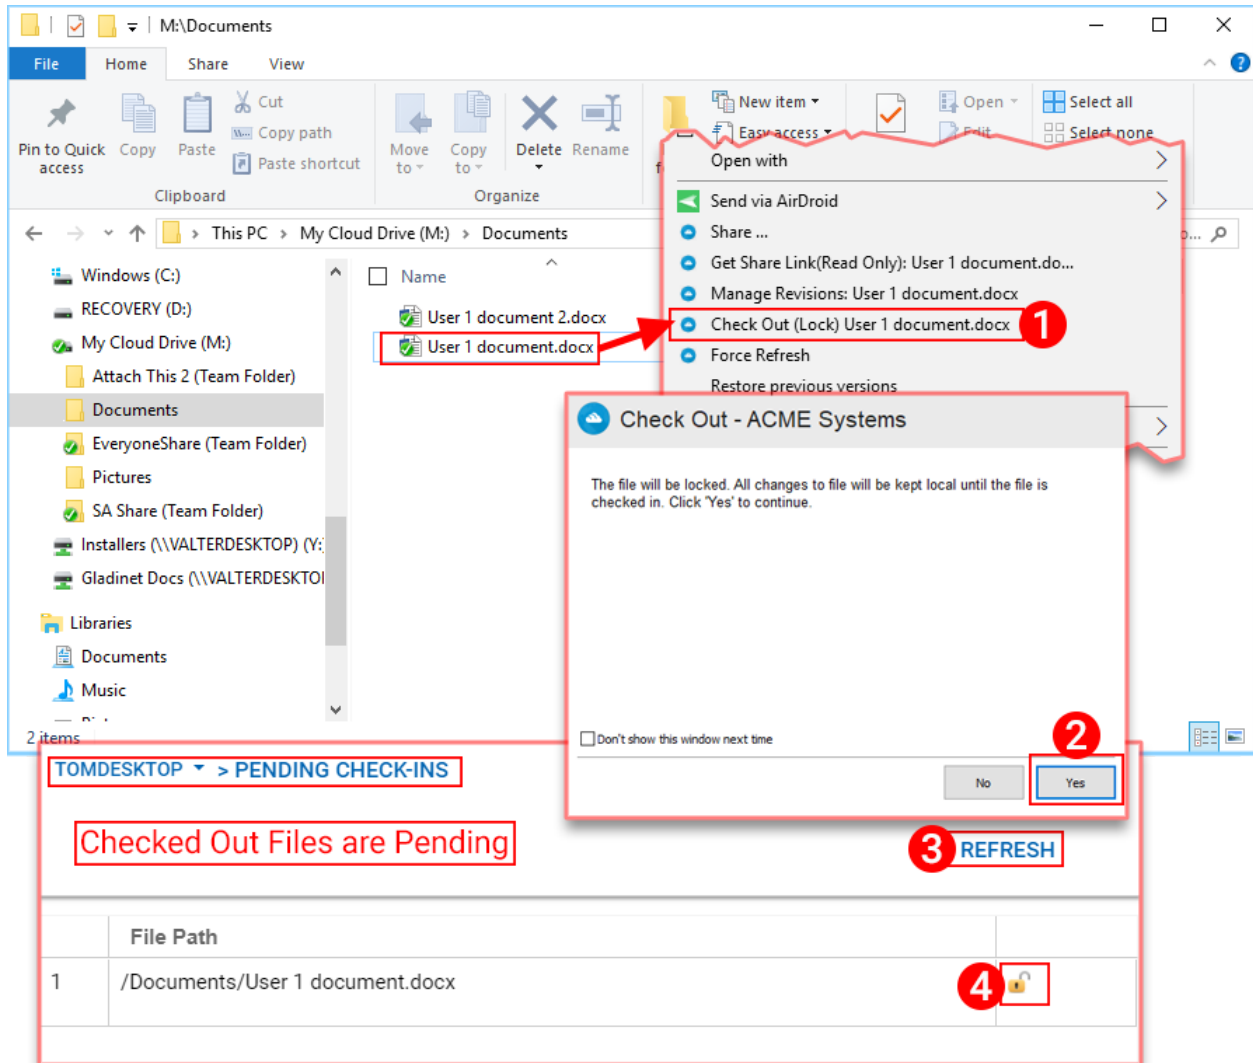 M:\Documents
File Home Share View
Pin to Quick access
Copy
Paste
Cut
Copy path
Paste shortcut
Clipboard
Move to
Copy to
Delete
Rename
Organize
New item
Easy access
Open
Edit
Select all
Select none
This PC > My Cloud Drive (M:) > Documents
Windows (C:)
RECOVERY (D:)
My Cloud Drive (M:)
Attach This 2 (Team Folder)
Documents
EveryoneShare (Team Folder)
Pictures
SA Share (Team Folder)
Installers (\\VALTERDESKTOP) (Y:
Gladinet Docs (\\VALTERDESKTO
Libraries
Documents
Music
2 items
Name
User 1 document 2.docx
User 1 document.docx
Open with
Send via AirDroid
Share ...
Get Share Link(Read Only): User 1 document.do...
Manage Revisions: User 1 document.docx
Check Out (Lock) User 1 document.docx
1
Force Refresh
Restore previous versions
Check Out - ACME Systems
The file will be locked. All changes to file will be kept local until the file is
checked in. Click 'Yes' to continue.
Don't show this window next time
2
No Yes
TOMDESKTOP > PENDING CHECK-INS
Checked Out Files are Pending
3 REFRESH
File Path
1 /Documents/User 1 document.docx
4